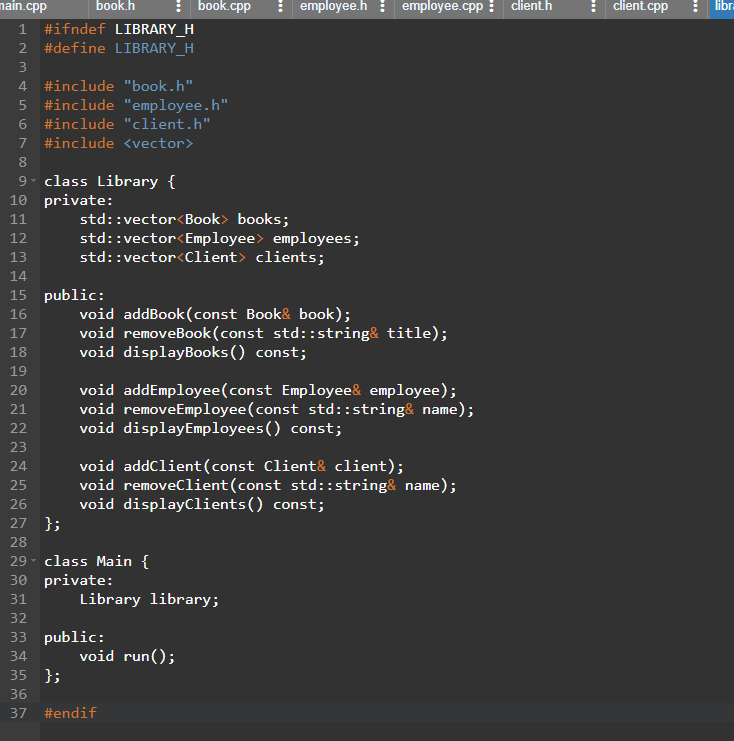 main.cpp book.h book.cpp employee.h employee.cpp client.h client.cpp libr
1 #ifndef LIBRARY_H
2 #define LIBRARY_H
3
4 #include "book.h"
5 #include "employee.h"
6 #include "client.h"
7 #include <vector>
8
9 class Library {
10 private:
11     std::vector<Book> books;
12     std::vector<Employee> employees;
13     std::vector<Client> clients;
14
15 public:
16     void addBook(const Book& book);
17     void removeBook(const std::string& title);
18     void displayBooks() const;
19
20     void addEmployee(const Employee& employee);
21     void removeEmployee(const std::string& name);
22     void displayEmployees() const;
23
24     void addClient(const Client& client);
25     void removeClient(const std::string& name);
26     void displayClients() const;
27 };
28
29 class Main {
30 private:
31     Library library;
32
33 public:
34     void run();
35 };
36
37 #endif